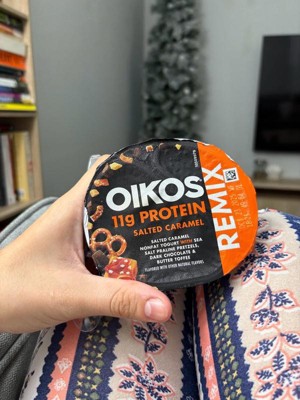 OIKOS
11g PROTEIN
SALTED CARAMEL
SALTED CARAMEL
NONFAT YOGURT WITH SEA
SALT PRALINE PRETZELS,
DARK CHOCOLATE &
BUTTER TOFFEE
FLAVORED WITH OTHER NATURAL FLAVORS
REMIX